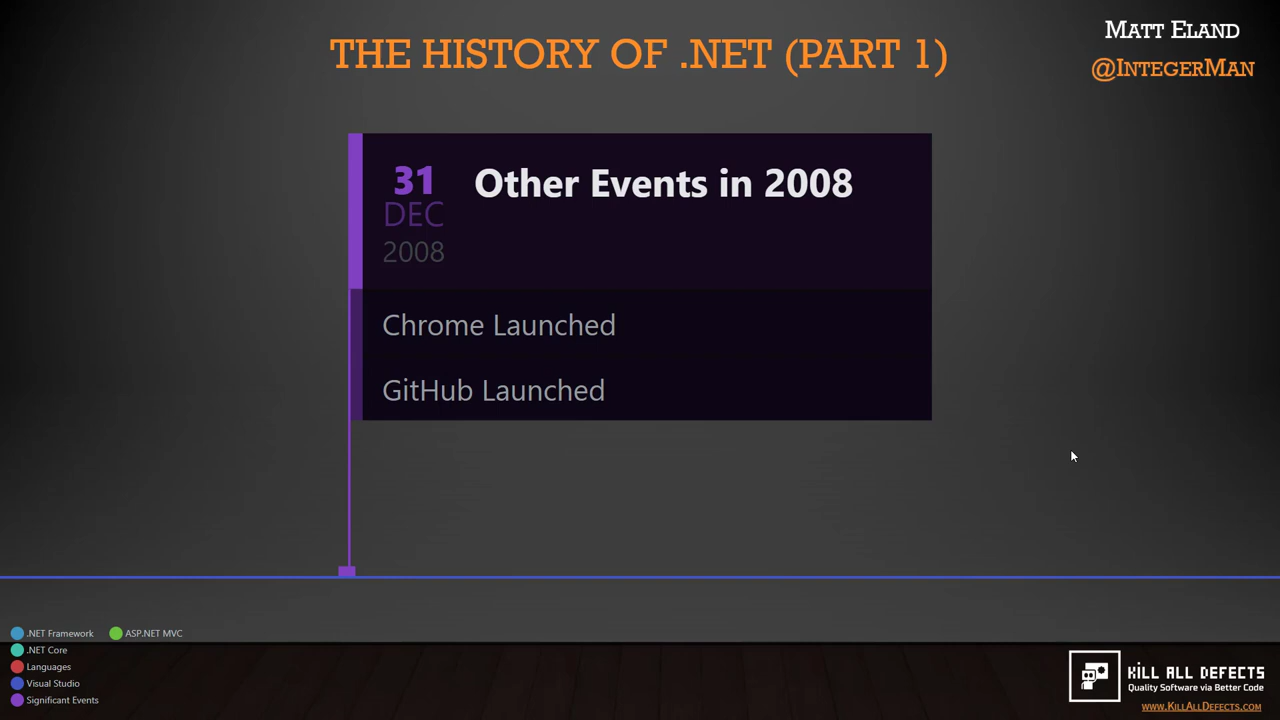 THE HISTORY OF .NET (PART 1)
MATT ELAND
@INTEGERMAN
31
DEC
2008
Other Events in 2008
Chrome Launched
GitHub Launched
.NET Framework
ASP.NET MVC
.NET Core
Languages
Visual Studio
Significant Events
KILL ALL DEFECTS
Quality Software via Better Code
WWW.KILLALLDEFECTS.COM